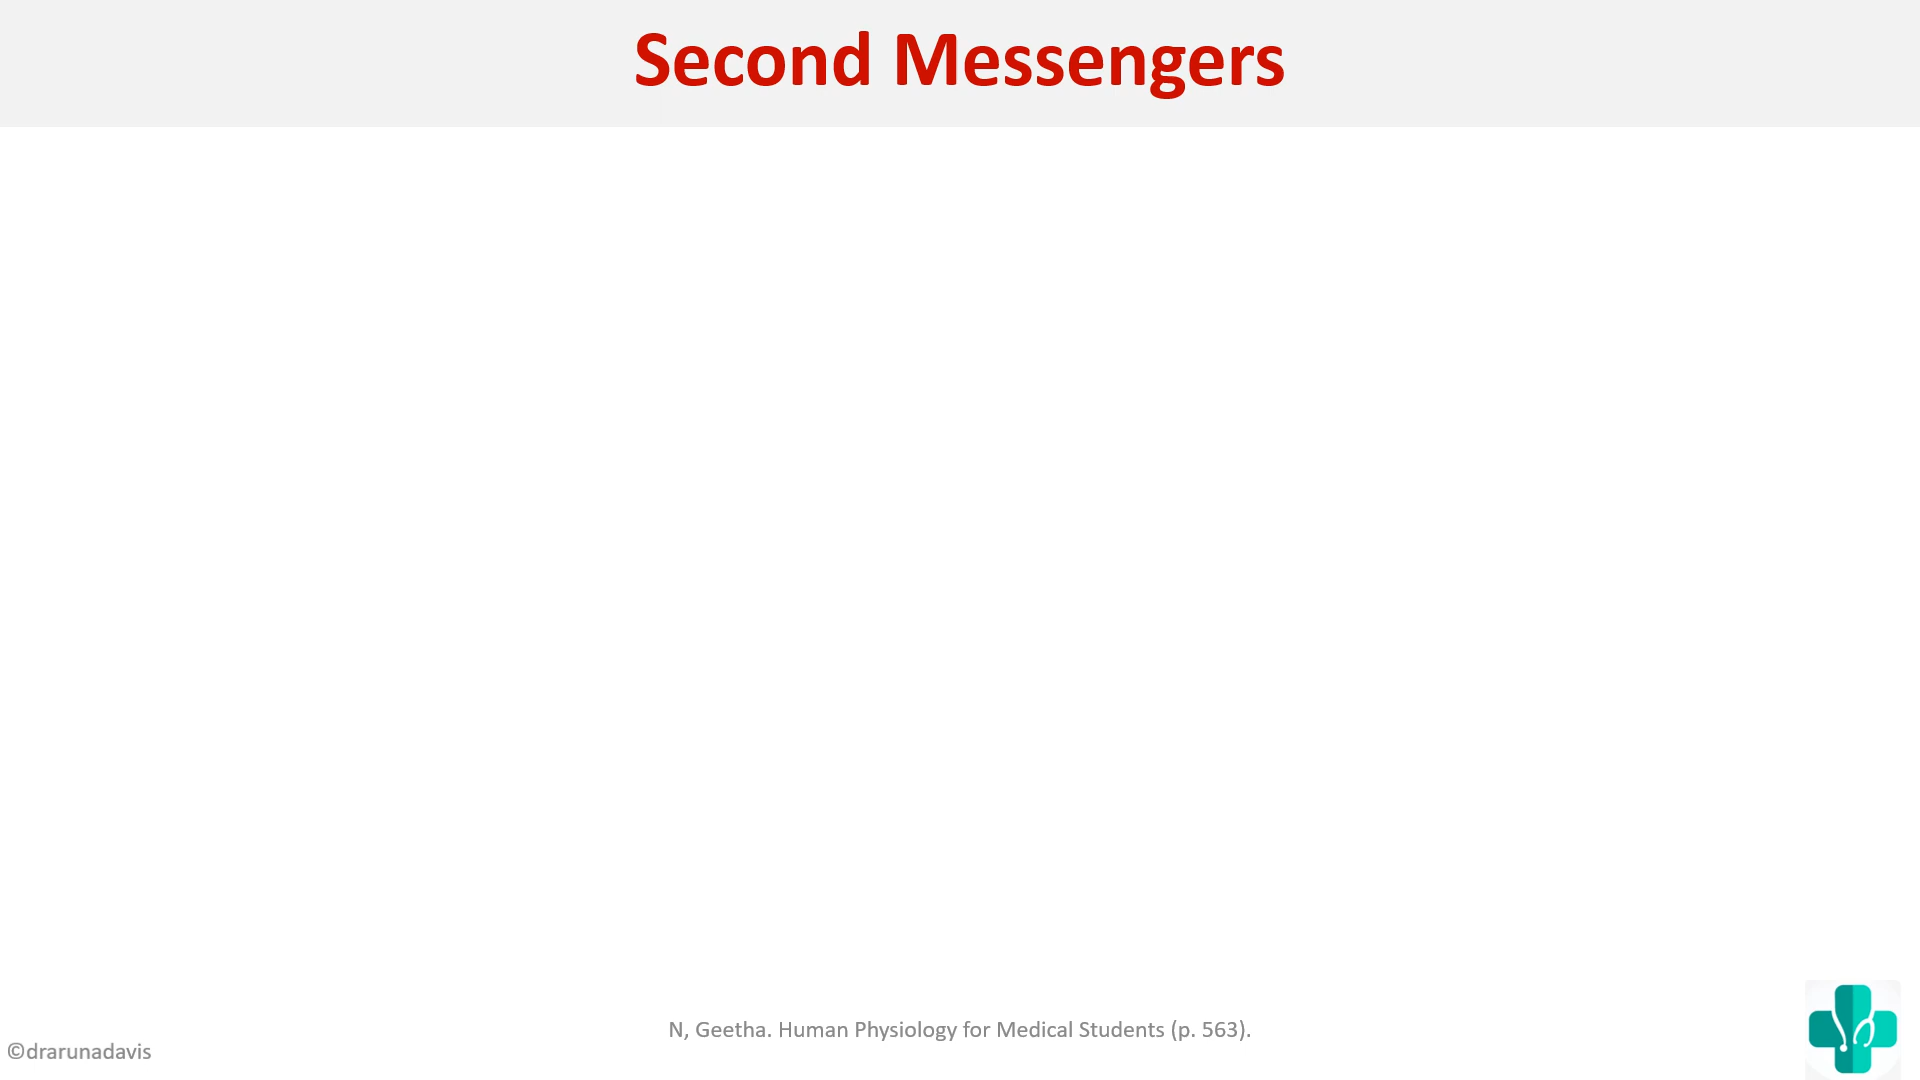 Second Messengers
N, Geetha. Human Physiology for Medical Students (p. 563).
©drarunadavis